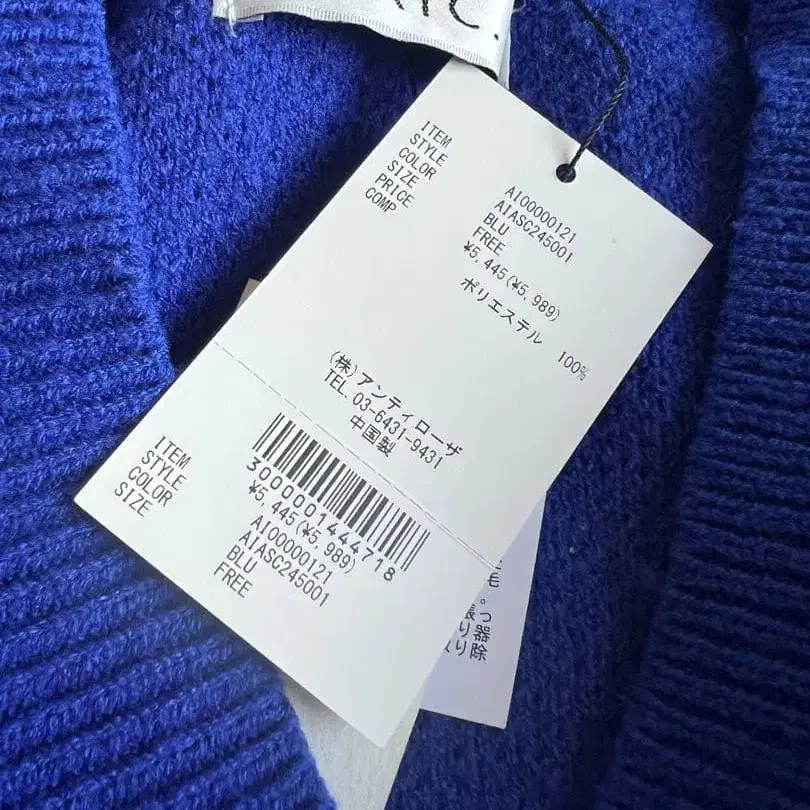 ITEM
STYLE
COLOR
SIZE
PRICE
COMP
AI00000121
AIASC245001
BLU
FREE
¥5,445(¥5,989)
ポリエステル 100%
(株)アンティローザ
TEL.03-6431-9431
中国製
3000001444718
¥5,445(¥5,989)
ITEM AI00000121
STYLE AIASC245001
COLOR BLU
SIZE FREE